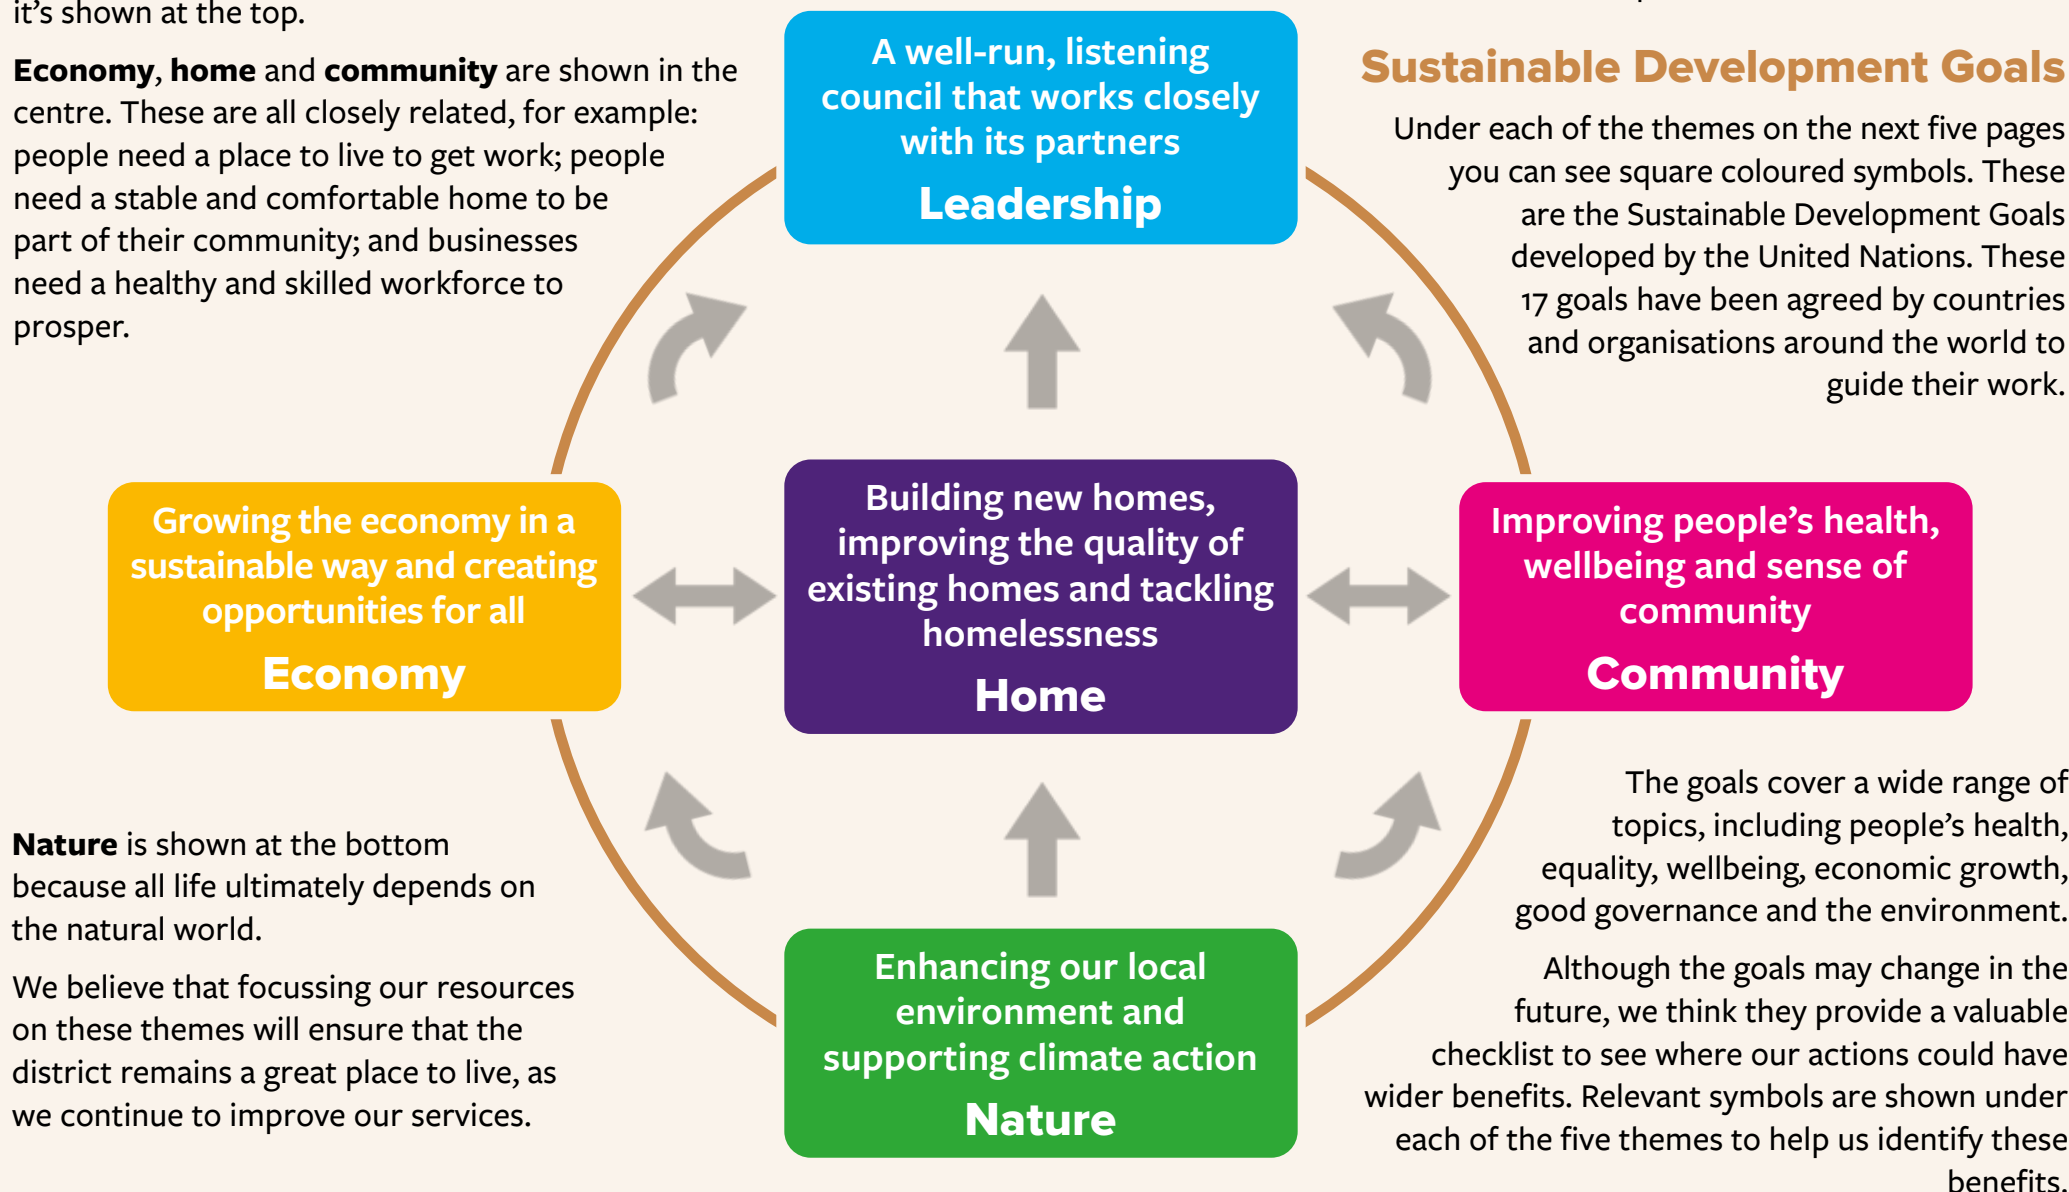 it's shown at the top.
Economy, home and community are shown in the
centre. These are all closely related, for example:
people need a place to live to get work; people
need a stable and comfortable home to be
part of their community; and businesses
need a healthy and skilled workforce to
prosper.
A well-run, listening
council that works closely
with its partners
Leadership
Sustainable Development Goals
Under each of the themes on the next five pages
you can see square coloured symbols. These
are the Sustainable Development Goals
developed by the United Nations. These
17 goals have been agreed by countries
and organisations around the world to
guide their work.
Growing the economy in a
sustainable way and creating
opportunities for all
Economy
Building new homes,
improving the quality of
existing homes and tackling
homelessness
Home
Improving people's health,
wellbeing and sense of
community
Community
Nature is shown at the bottom
because all life ultimately depends on
the natural world.
We believe that focussing our resources
on these themes will ensure that the
district remains a great place to live, as
we continue to improve our services.
Enhancing our local
environment and
supporting climate action
Nature
The goals cover a wide range of
topics, including people's health,
equality, wellbeing, economic growth,
good governance and the environment.
Although the goals may change in the
future, we think they provide a valuable
checklist to see where our actions could have
wider benefits. Relevant symbols are shown under
each of the five themes to help us identify these
benefits.